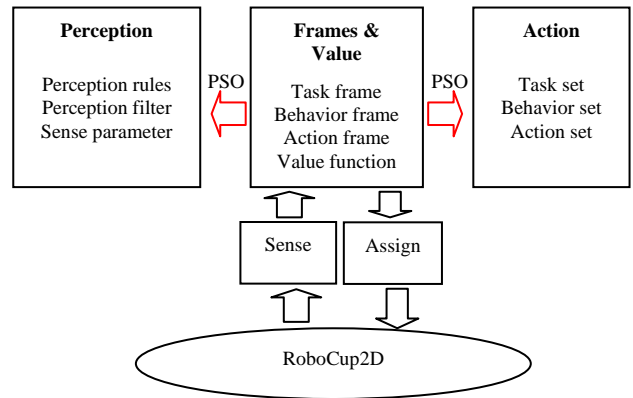 Perception
Perception rules
Perception filter
Sense parameter
PSO
Frames &
Value
Task frame
Behavior frame
Action frame
Value function
PSO
Action
Task set
Behavior set
Action set
Sense
Assign
RoboCup2D